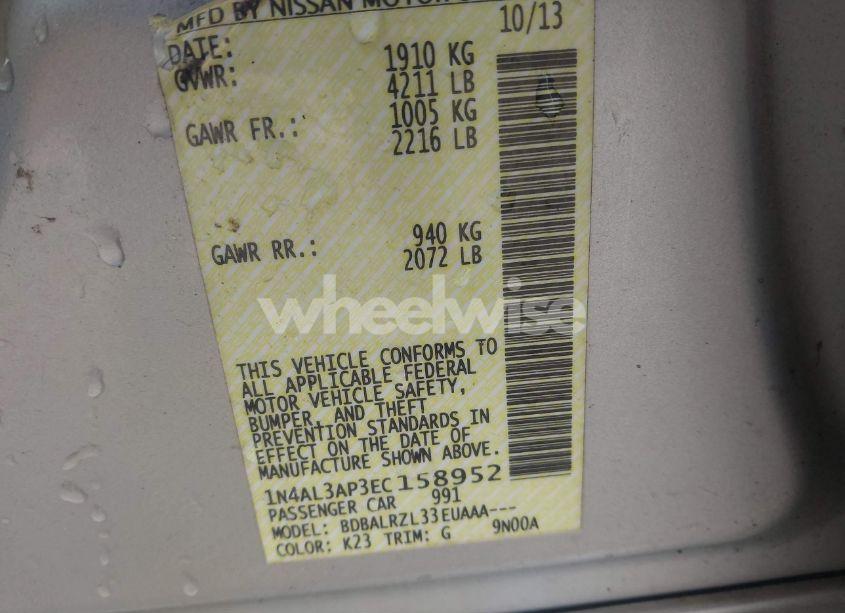 MFD BY NISSAN MOTOR
DATE: 10/13
GVWR: 1910 KG
4211 LB
GAWR FR.: 1005 KG
2216 LB
GAWR RR.: 940 KG
2072 LB
wheelwise
THIS VEHICLE CONFORMS TO
ALL APPLICABLE FEDERAL
MOTOR VEHICLE SAFETY,
BUMPER, AND THEFT
PREVENTION STANDARDS IN
EFFECT ON THE DATE OF
MANUFACTURE SHOWN ABOVE.
1N4AL3AP3EC158952
PASSENGER CAR 991
MODEL: BDBALRZL33EUAAA---
COLOR: K23 TRIM: G 9N00A